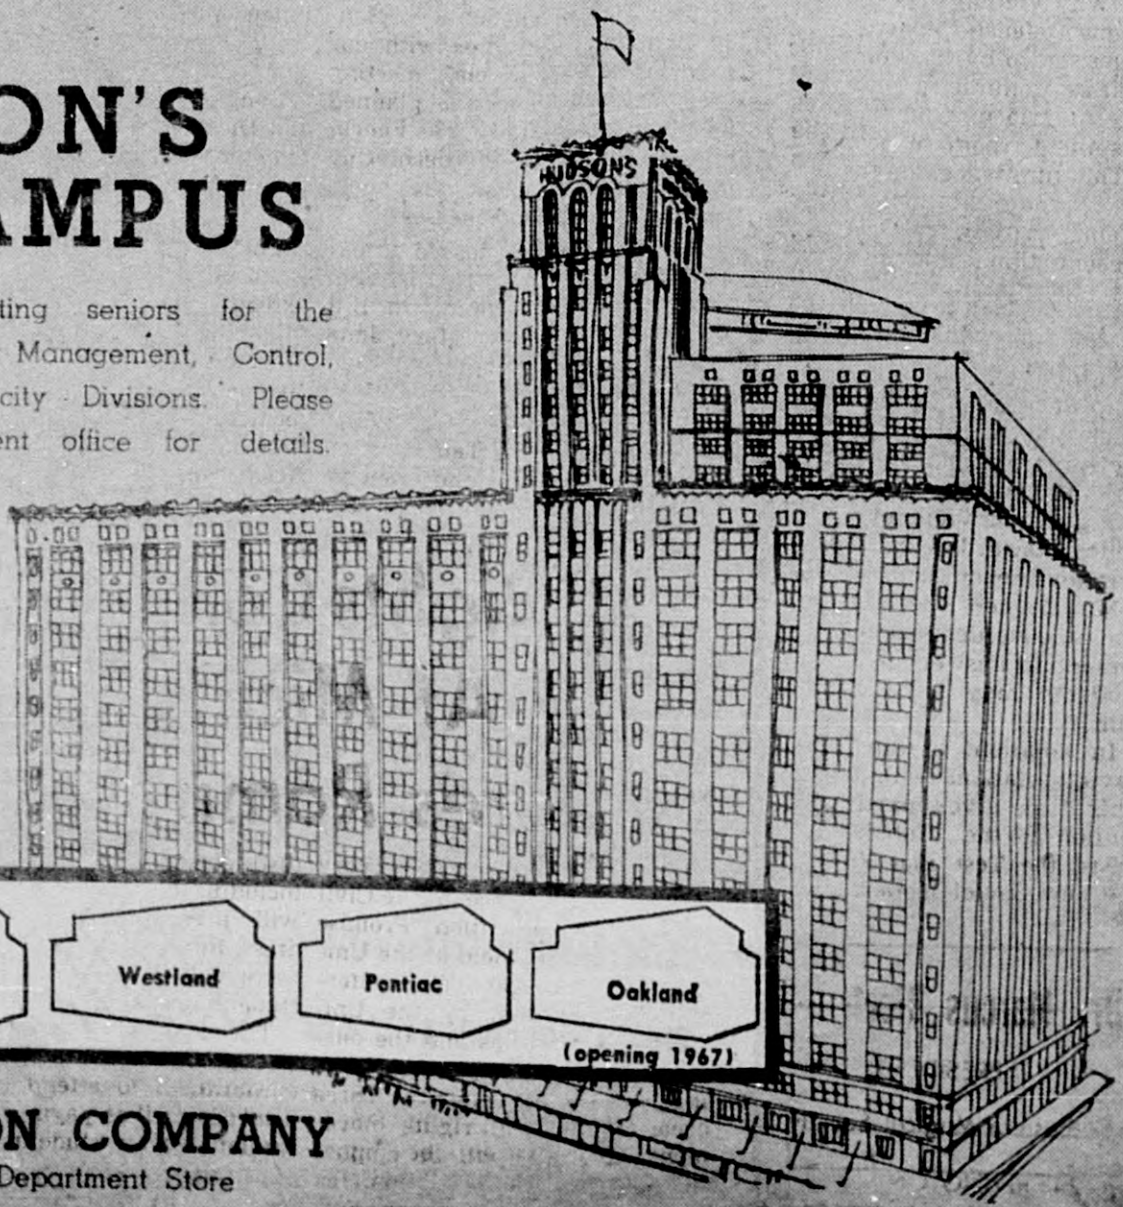 ON'S
AMPUS
HUDSON'S
ting seniors for the
Management, Control,
city Divisions. Please
ent office for details.
Westland
Pontiac
Oakland
(opening 1967)
ON COMPANY
Department Store